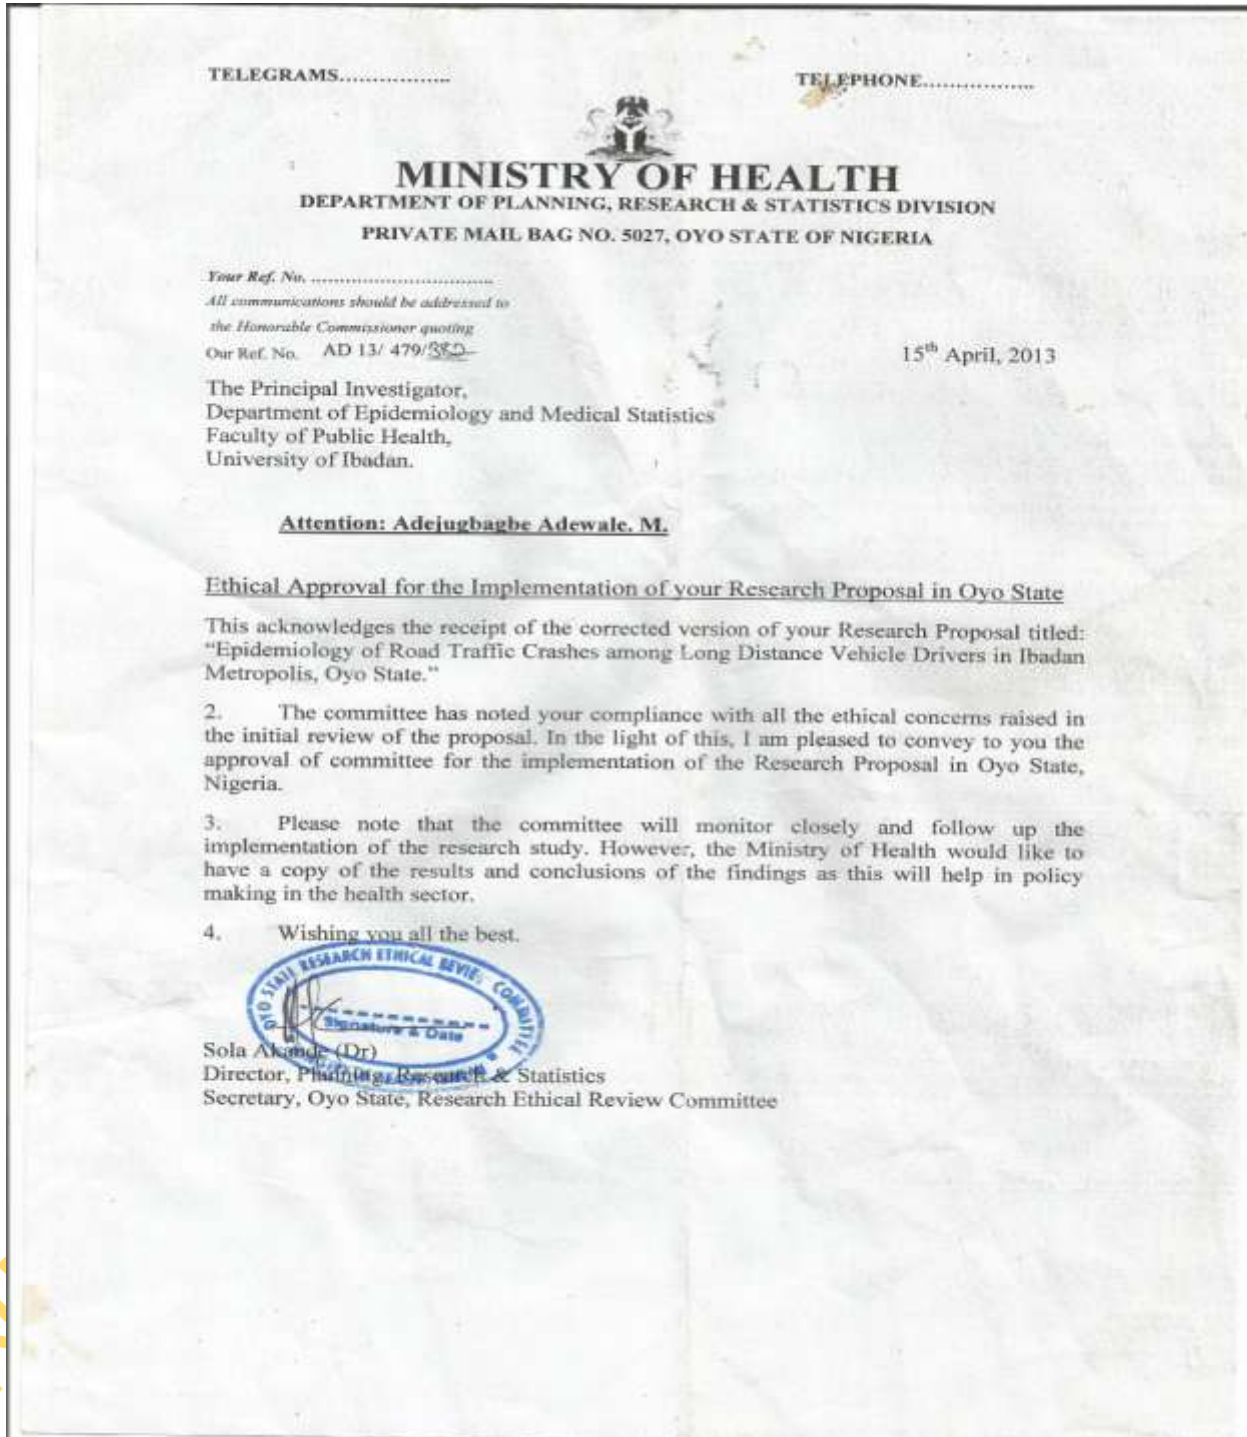 TELEGRAMS.................. TELEPHONE..................
MINISTRY OF HEALTH
DEPARTMENT OF PLANNING, RESEARCH & STATISTICS DIVISION
PRIVATE MAIL BAG NO. 5027, OYO STATE OF NIGERIA
Your Ref. No. ..................................
All communications should be addressed to
the Honorable Commissioner quoting
Our Ref. No. AD 13/ 479/
15th April, 2013
The Principal Investigator,
Department of Epidemiology and Medical Statistics
Faculty of Public Health,
University of Ibadan.
Attention: Adejugbagbe Adewale. M.
Ethical Approval for the Implementation of your Research Proposal in Oyo State
This acknowledges the receipt of the corrected version of your Research Proposal titled:
“Epidemiology of Road Traffic Crashes among Long Distance Vehicle Drivers in Ibadan
Metropolis, Oyo State.”
2. The committee has noted your compliance with all the ethical concerns raised in
the initial review of the proposal. In the light of this, I am pleased to convey to you the
approval of committee for the implementation of the Research Proposal in Oyo State,
Nigeria.
3. Please note that the committee will monitor closely and follow up the
implementation of the research study. However, the Ministry of Health would like to
have a copy of the results and conclusions of the findings as this will help in policy
making in the health sector.
4. Wishing you all the best.
OYO STATE RESEARCH ETHICAL REVIEW COMMITTEE
Signature & Date
Sola Akande (Dr)
Director, Planning, Research & Statistics
Secretary, Oyo State, Research Ethical Review Committee